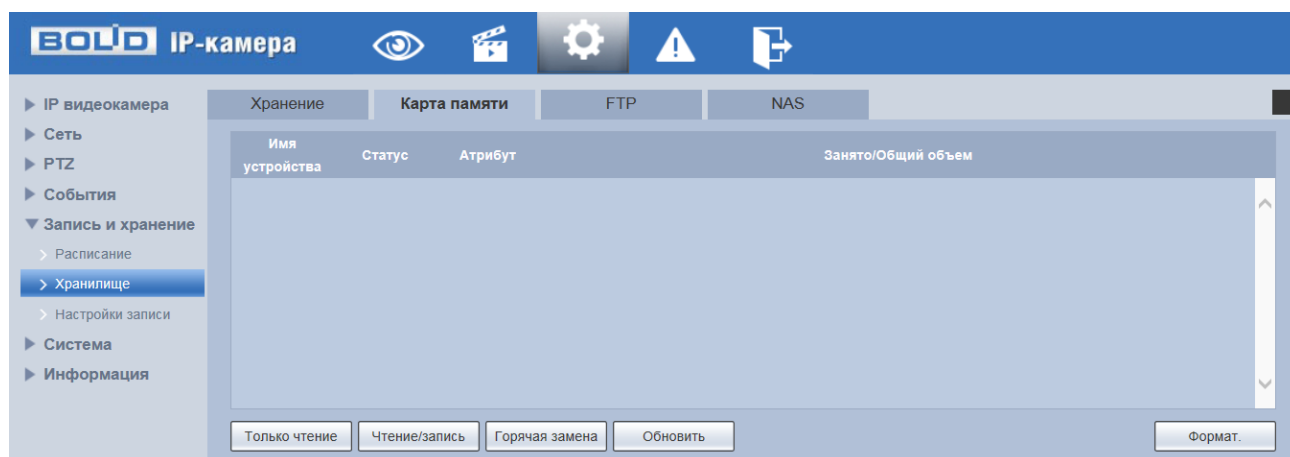 BOLID IP-камера
IP видеокамера
Сеть
PTZ
События
Запись и хранение
Расписание
Хранилище
Настройки записи
Система
Информация
Хранение Карта памяти FTP NAS
Имя устройства Статус Атрибут Занято/Общий объем
Только чтение Чтение/запись Горячая замена Обновить Формат.